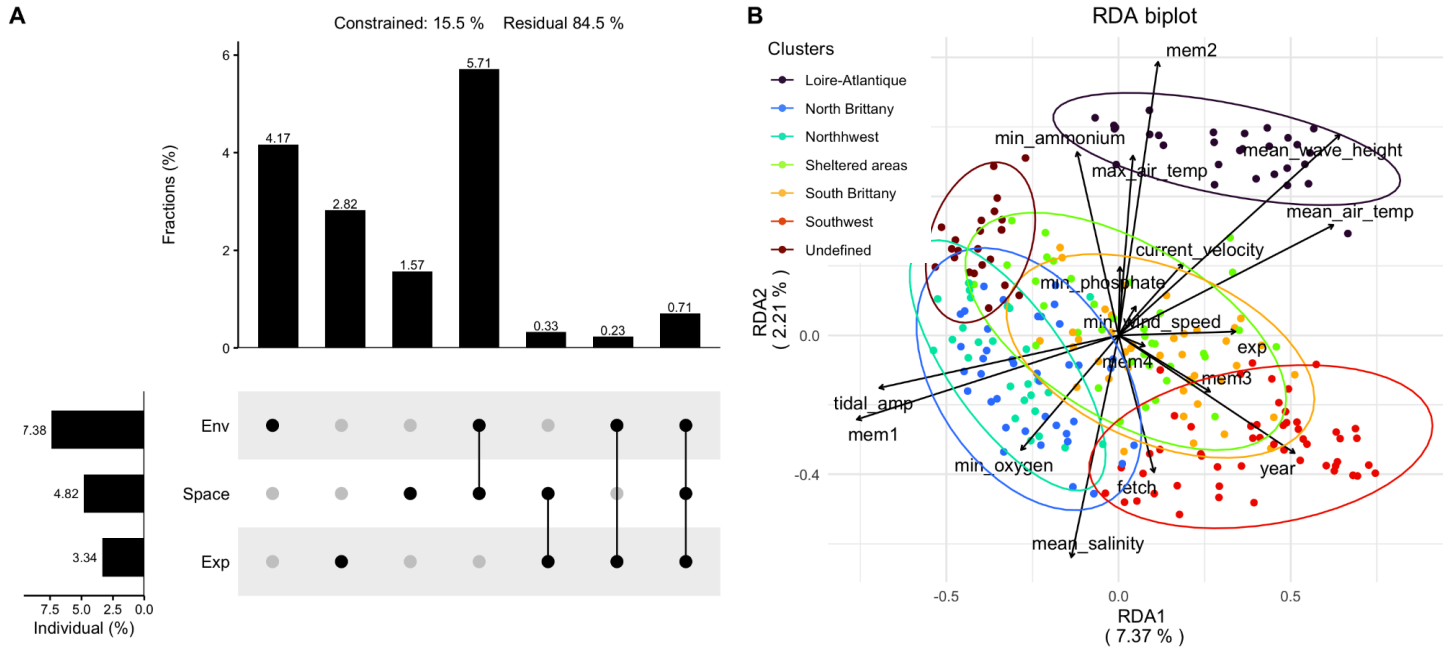 A
Constrained: 15.5 % Residual 84.5 %
Fractions (%)
6
4
2
0
4.17
2.82
1.57
5.71
0.33
0.23
0.71
7.38
4.82
3.34
Env
Space
Exp
7.5 5.0 2.5 0.0
Individual (%)
B
RDA biplot
Clusters
Loire-Atlantique
North Brittany
Northhwest
Sheltered areas
South Brittany
Southwest
Undefined
mem2
min_ammonium
mean_wave_height
max_air_temp
mean_air_temp
current_velocity
min_phosphate
min_wind_speed
exp
mem4
mem3
tidal_amp
mem1
min_oxygen
year
fetch
mean_salinity
RDA2
( 2.21 % )
0.0
-0.4
-0.5 0.0 0.5
RDA1
( 7.37 % )